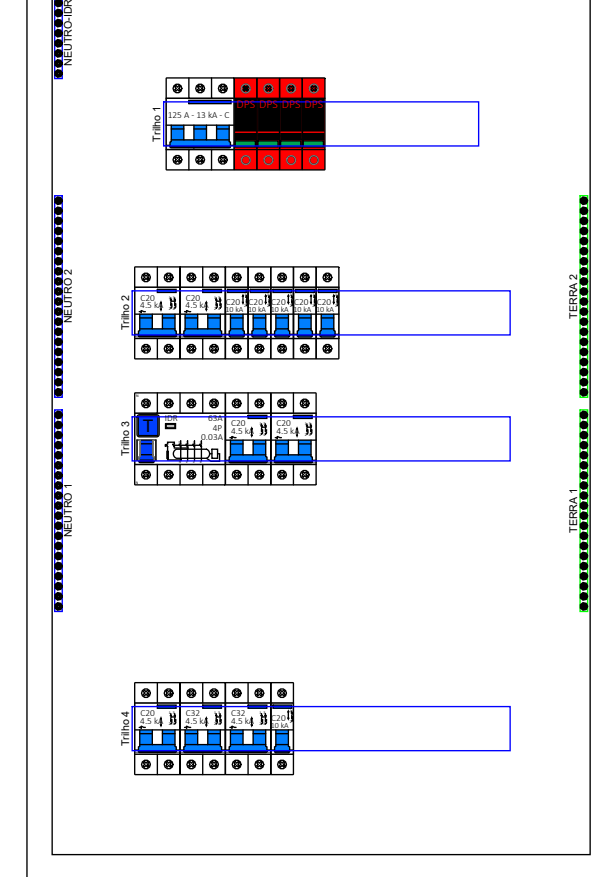 NEUTRO-IDR
Trilho 1
125 A - 13 kA - C
DPS DPS DPS DPS
NEUTRO 2
TERRA 2
Trilho 2
C20 C20
4.5 kA 4.5 kA
C20 C20 C20 C20 C20
10 kA 10 kA 10 kA 10 kA 10 kA
Trilho 3
T
IDR 63A
4P
0.03A
C20 C20
4.5 kA 4.5 kA
NEUTRO 1
TERRA 1
Trilho 4
C20 C32 C32
4.5 kA 4.5 kA 4.5 kA
C20
10 kA